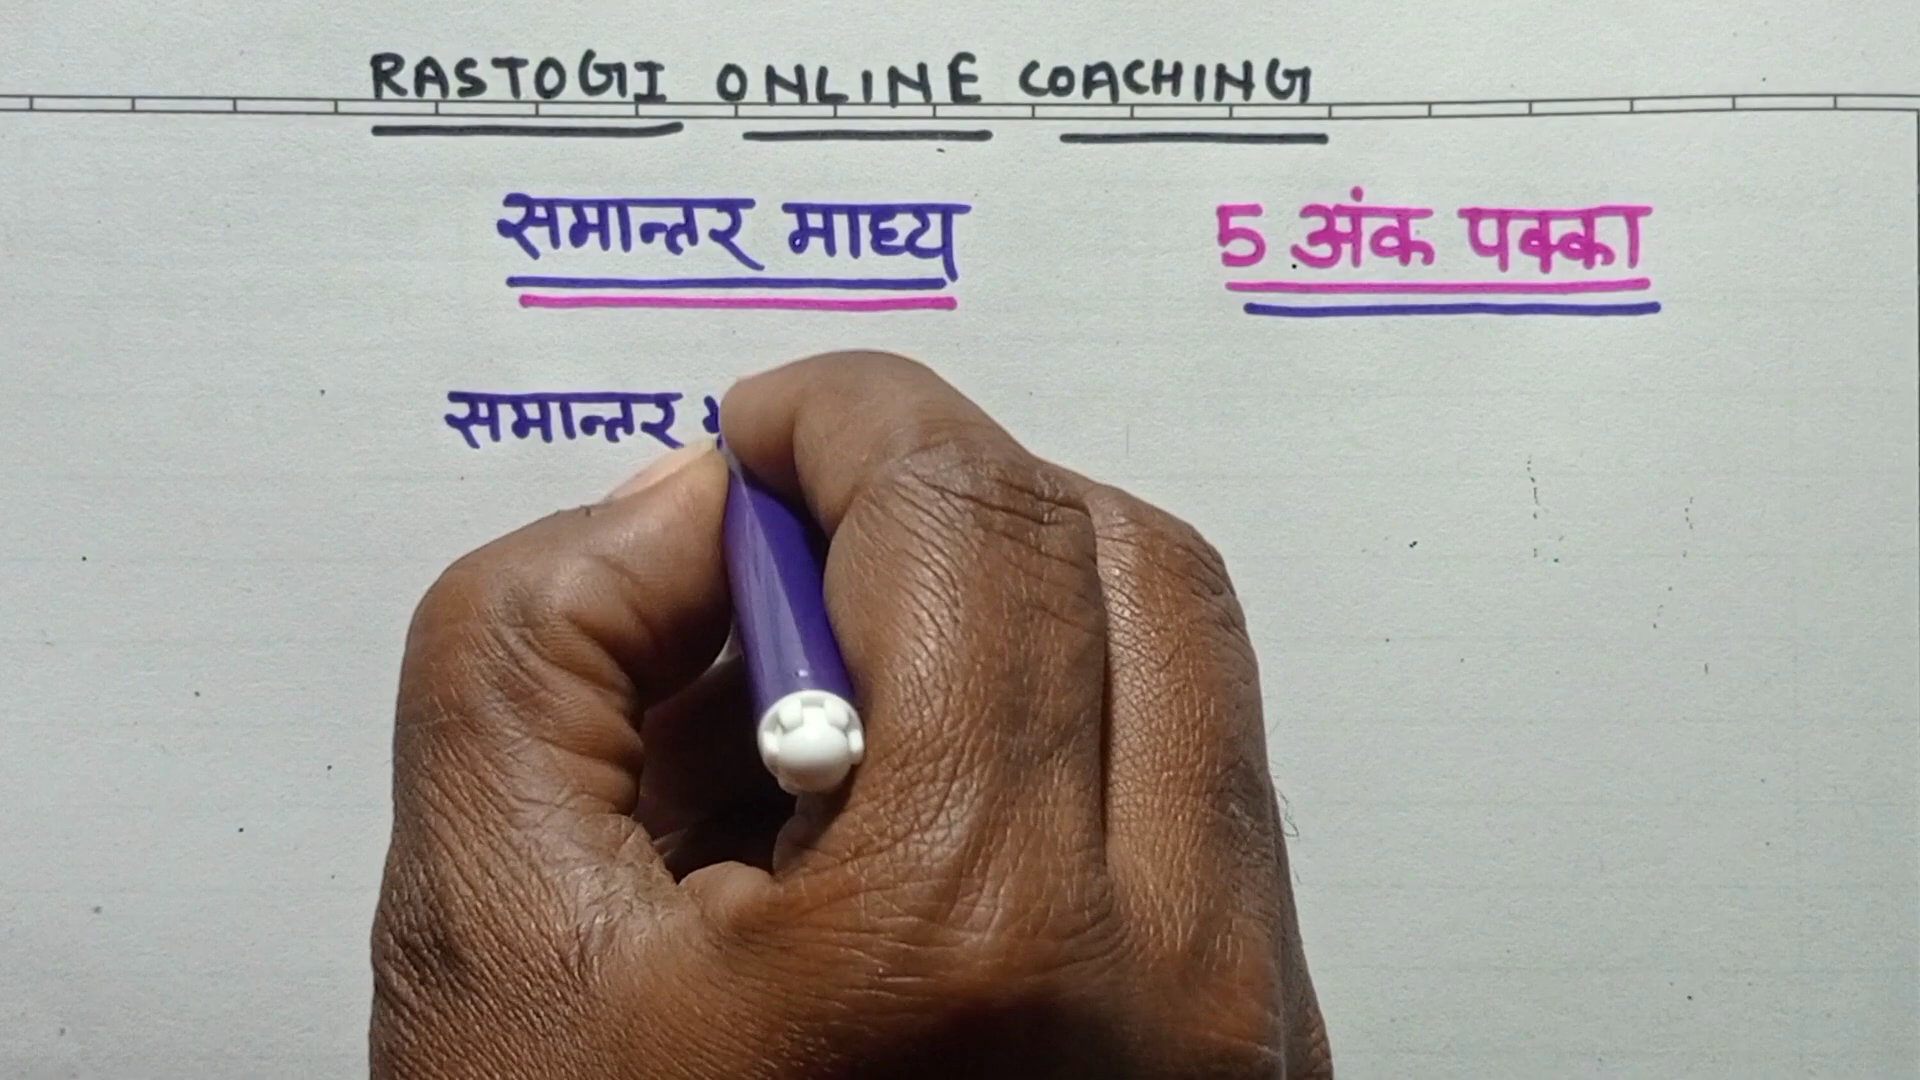 RASTOGI ONLINE COACHING
समान्तर माध्य 5 अंक पक्का
समान्तर